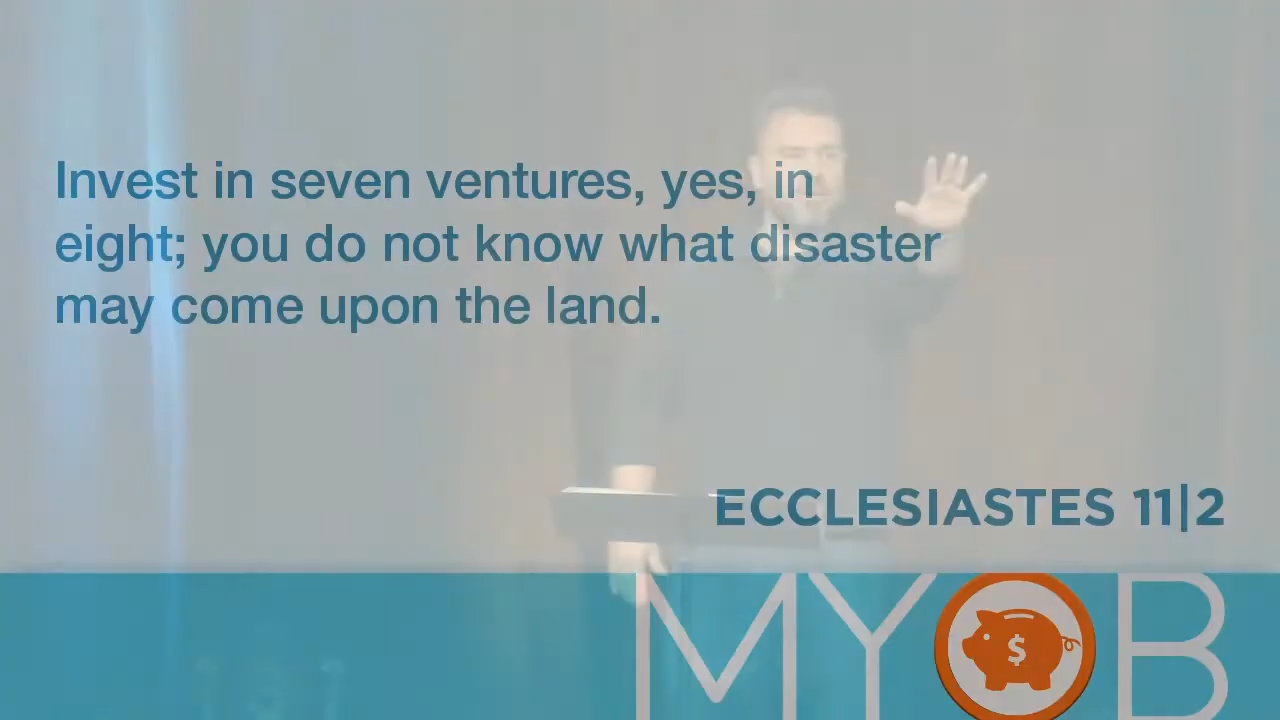 Invest in seven ventures, yes, in
eight; you do not know what disaster
may come upon the land.
ECCLESIASTES 11|2
MYOB
$